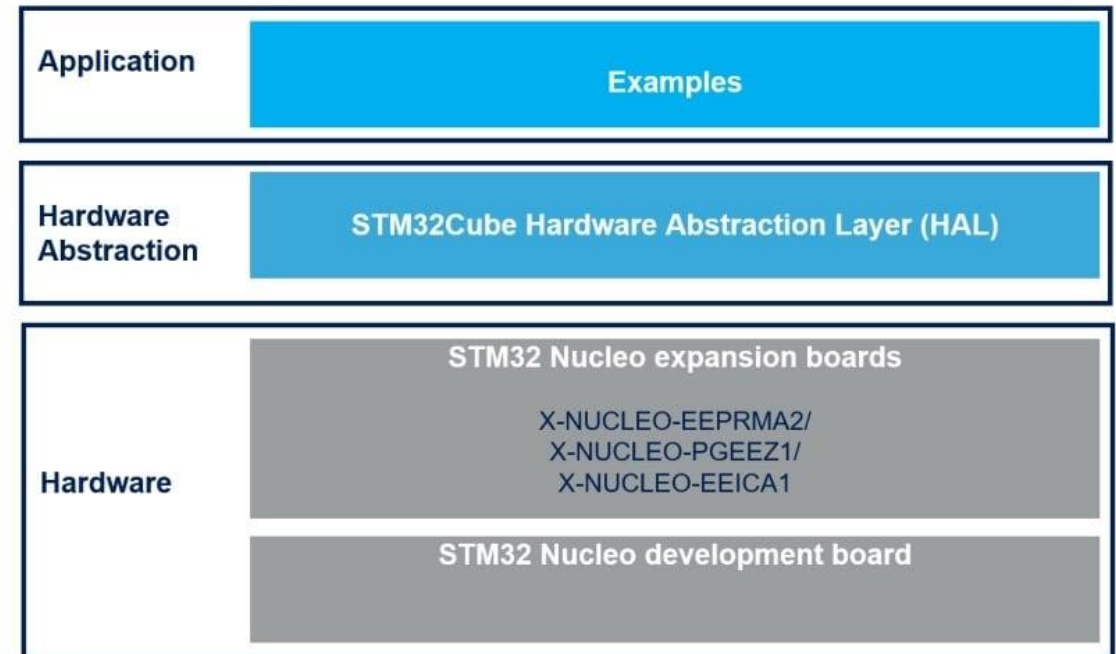 Application
Examples
Hardware
Abstraction
STM32Cube Hardware Abstraction Layer (HAL)
Hardware
STM32 Nucleo expansion boards
X-NUCLEO-EEPRMA2/
X-NUCLEO-PGEEZ1/
X-NUCLEO-EEICA1
STM32 Nucleo development board